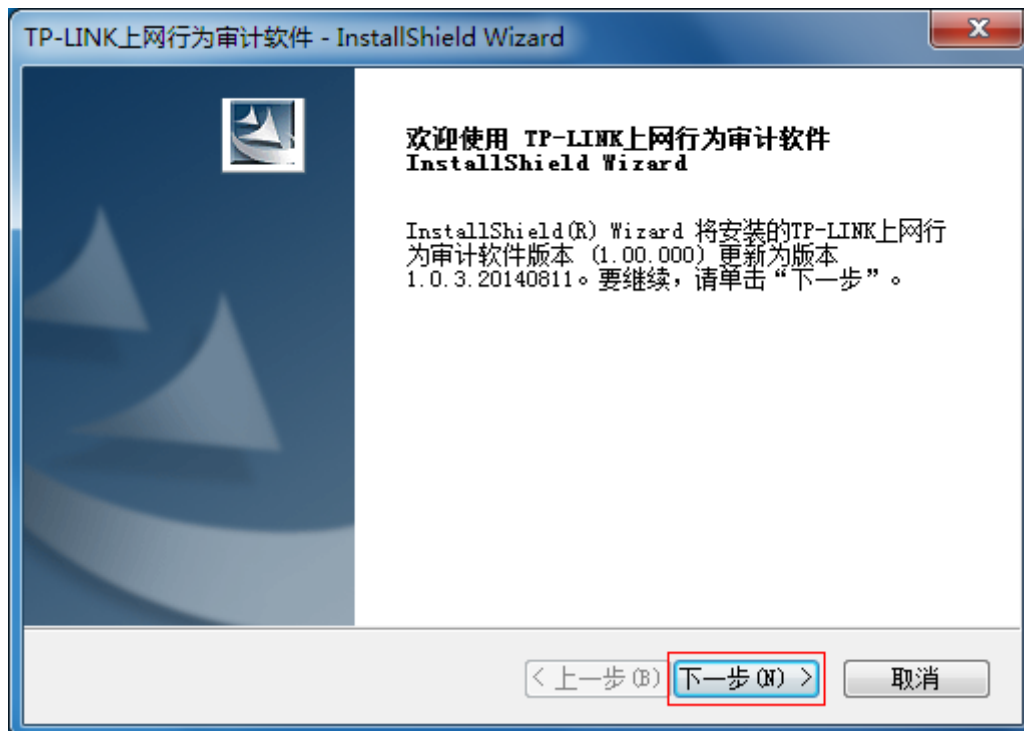 TP-LINK上网行为审计软件 - InstallShield Wizard
欢迎使用 TP-LINK上网行为审计软件
InstallShield Wizard
InstallShield(R) Wizard 将安装的TP-LINK上网行
为审计软件版本 (1.00.000) 更新为版本
1.0.3.20140811。要继续，请单击“下一步”。
< 上一步(B) 下一步(N) > 取消